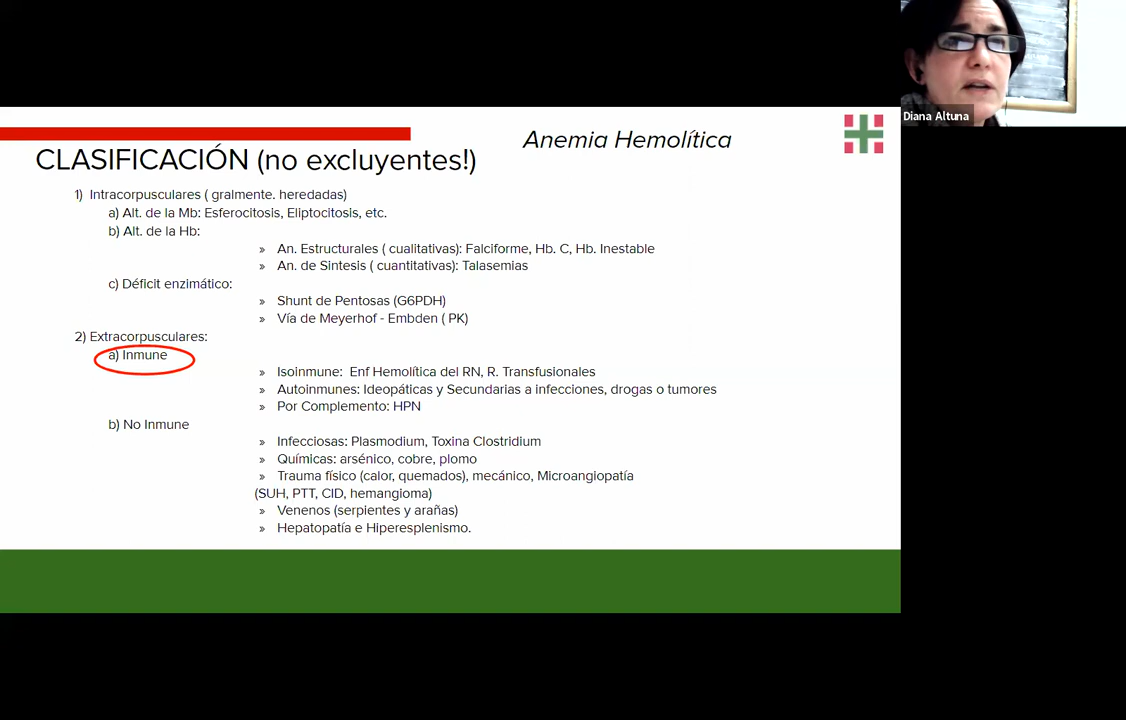 Diana Altuna
Anemia Hemolítica
CLASIFICACIÓN (no excluyentes!)
1) Intracorpusculares ( gralmente. heredadas)
a) Alt. de la Mb: Esferocitosis, Eliptocitosis, etc.
b) Alt. de la Hb:
» An. Estructurales ( cualitativas): Falciforme, Hb. C, Hb. Inestable
» An. de Sintesis ( cuantitativas): Talasemias
c) Déficit enzimático:
» Shunt de Pentosas (G6PDH)
» Vía de Meyerhof - Embden ( PK)
2) Extracorpusculares:
a) Inmune
» Isoinmune: Enf Hemolítica del RN, R. Transfusionales
» Autoinmunes: Ideopáticas y Secundarias a infecciones, drogas o tumores
» Por Complemento: HPN
b) No Inmune
» Infecciosas: Plasmodium, Toxina Clostridium
» Químicas: arsénico, cobre, plomo
» Trauma físico (calor, quemados), mecánico, Microangiopatía
(SUH, PTT, CID, hemangioma)
» Venenos (serpientes y arañas)
» Hepatopatía e Hiperesplenismo.